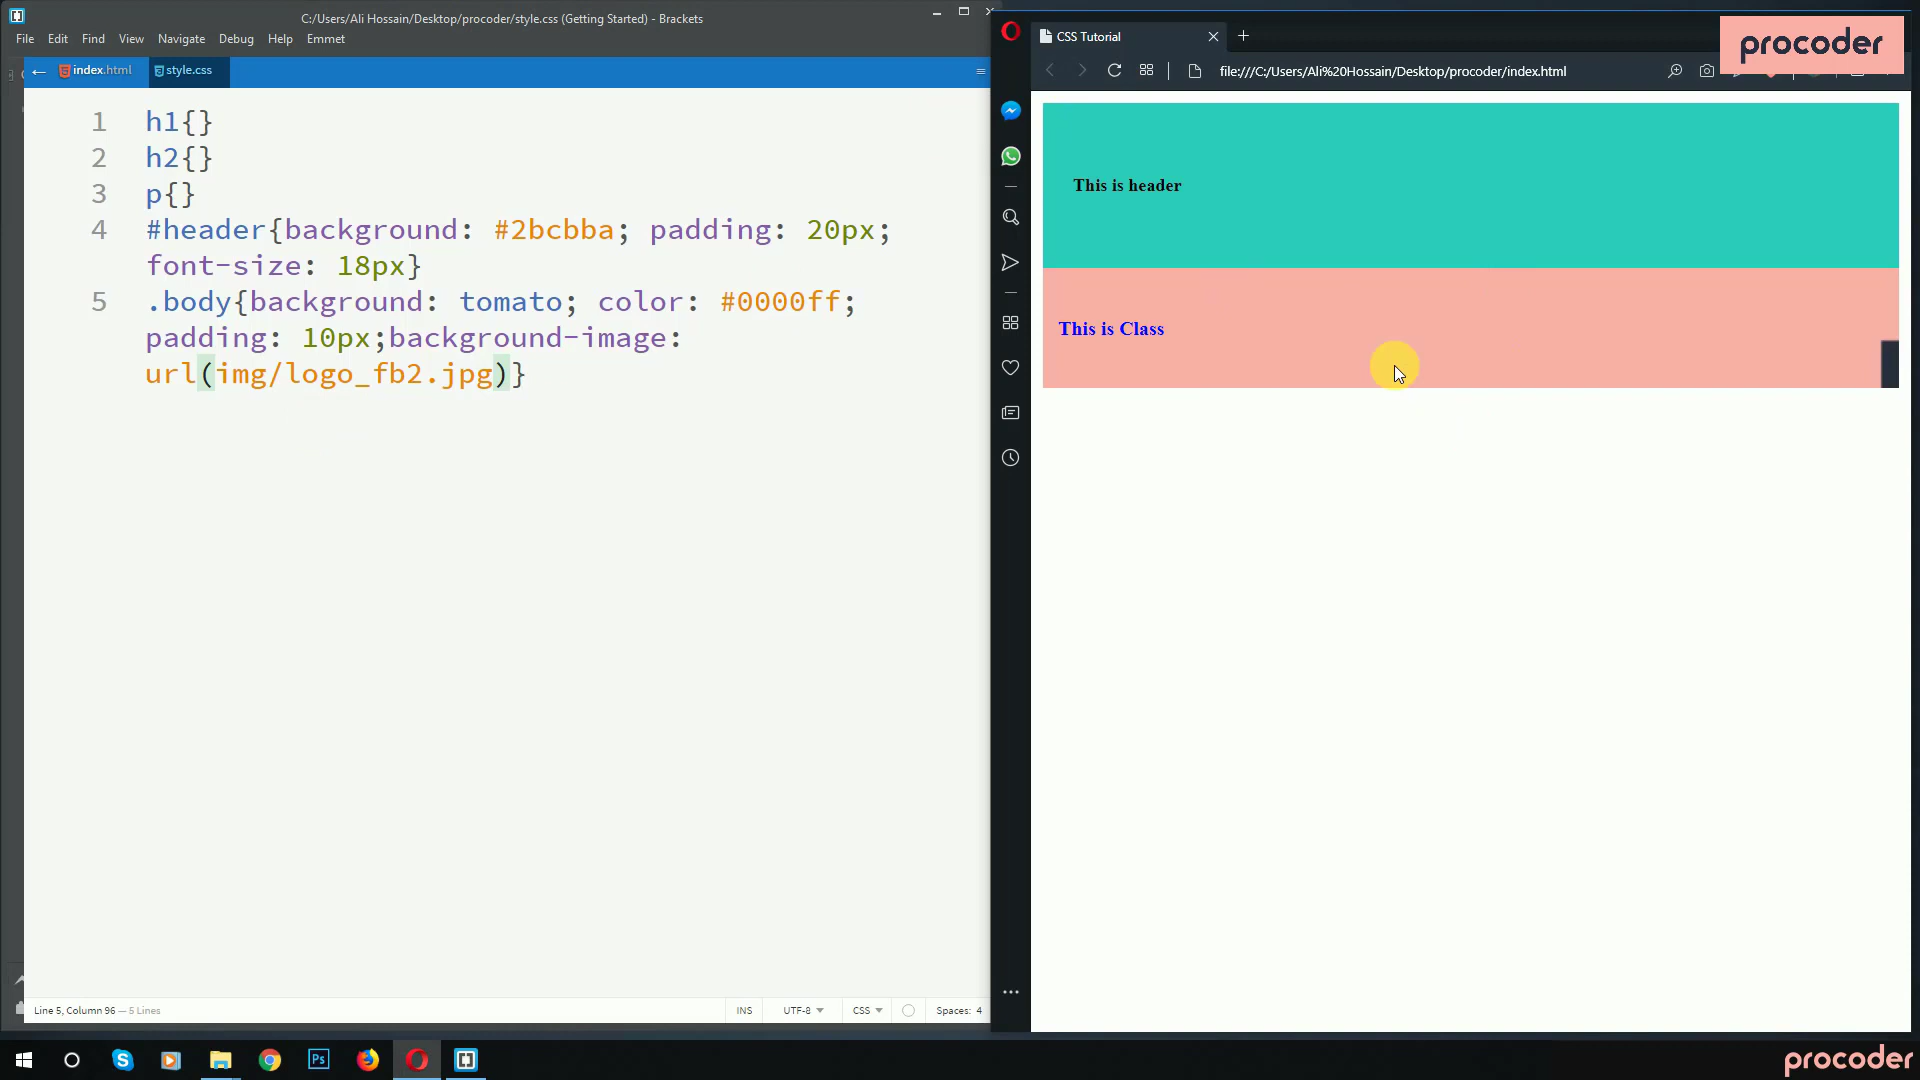 C:/Users/Ali Hossain/Desktop/procoder/style.css (Getting Started) - Brackets
File Edit Find View Navigate Debug Help Emmet
index.html style.css
1 h1{}
2 h2{}
3 p{}
4 #header{background: #2bcbba; padding: 20px;
font-size: 18px}
5 .body{background: tomato; color: #0000ff;
padding: 10px;background-image:
url(img/logo_fb2.jpg)}
Line 5, Column 96 — 5 Lines
INS UTF-8 CSS Spaces: 4
CSS Tutorial
procoder
file:///C:/Users/Ali%20Hossain/Desktop/procoder/index.html
This is header
This is Class
Ps
procoder